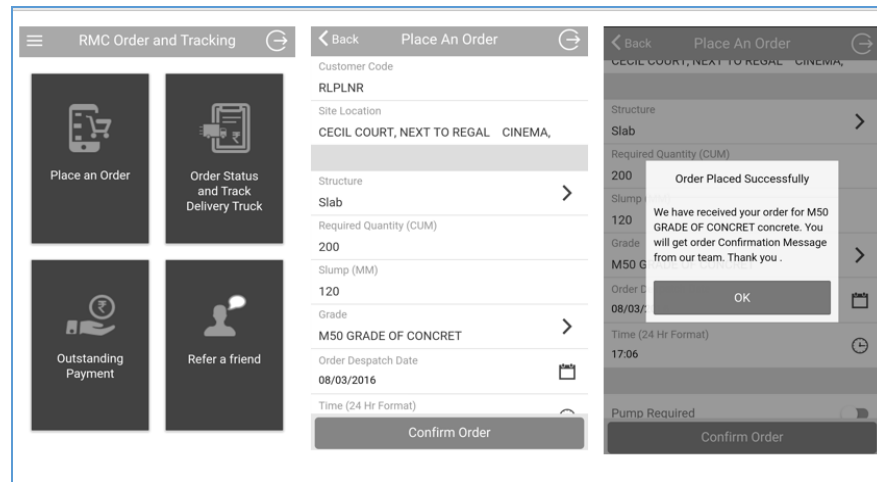 RMC Order and Tracking
Place an Order
Order Status
and Track
Delivery Truck
Outstanding
Payment
Refer a friend
Back
Place An Order
Customer Code
RLPLNR
Site Location
CECIL COURT, NEXT TO REGAL CINEMA,
Structure
Slab
Required Quantity (CUM)
200
Slump (MM)
120
Grade
M50 GRADE OF CONCRET
Order Despatch Date
08/03/2016
Time (24 Hr Format)
Confirm Order
Back
Place An Order
CECIL COURT, NEXT TO REGAL CINEMA,
Structure
Slab
Required Quantity (CUM)
200
Slump
120
Grade
M50 G
Order D
08/03/
Time (24 Hr Format)
17:06
Pump Required
Confirm Order
Order Placed Successfully
We have received your order for M50
GRADE OF CONCRET concrete. You
will get order Confirmation Message
from our team. Thank you .
OK